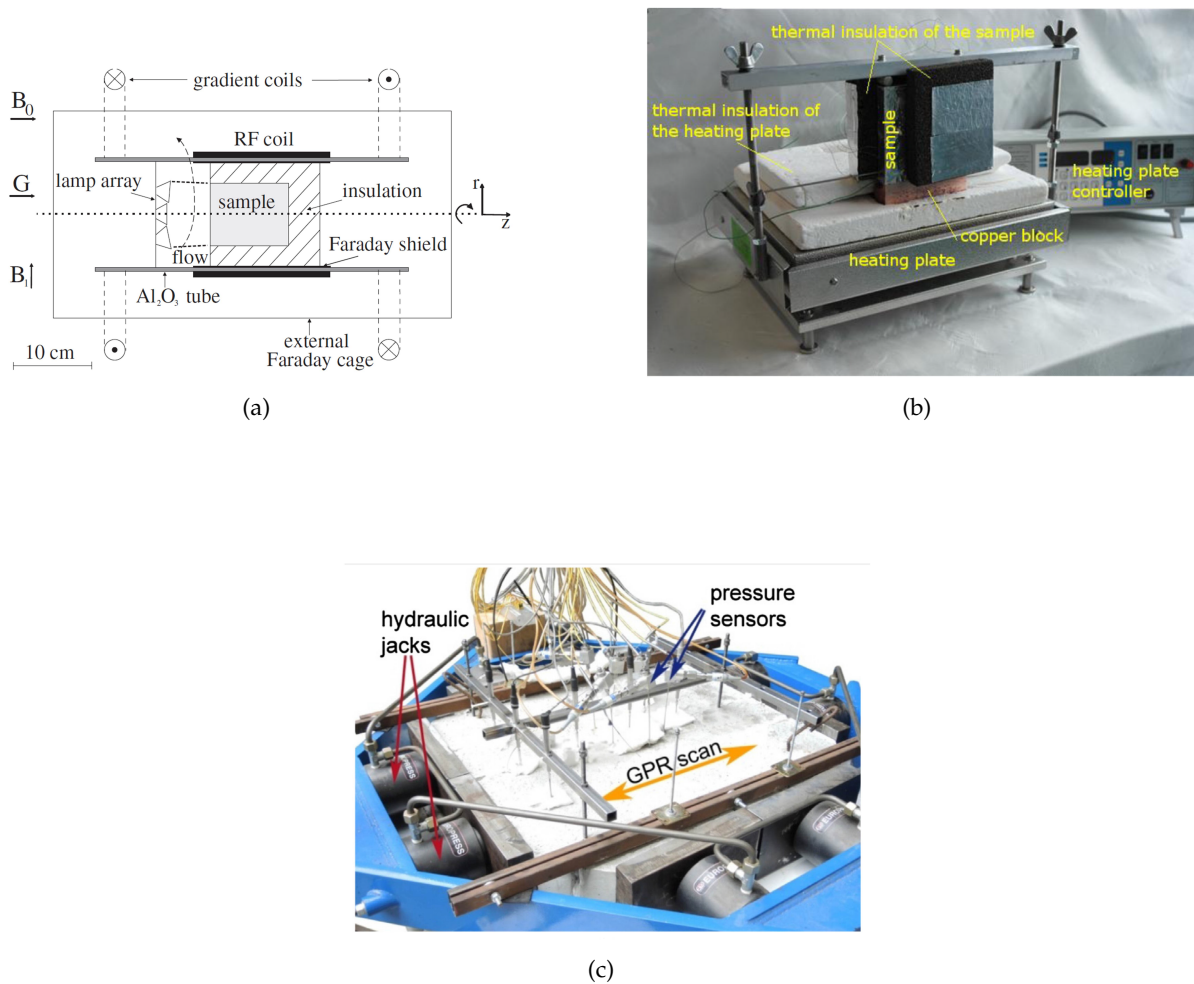 gradient coils
B₀
RF coil
lamp array
insulation
G
sample
r
z
Faraday shield
flow
B₁
Al₂O₃ tube
external
Faraday cage
10 cm
(a)
thermal insulation of the sample
thermal insulation of
the heating plate
sample
heating plate
controller
copper block
heating plate
(b)
pressure
sensors
hydraulic
jacks
GPR scan
(c)